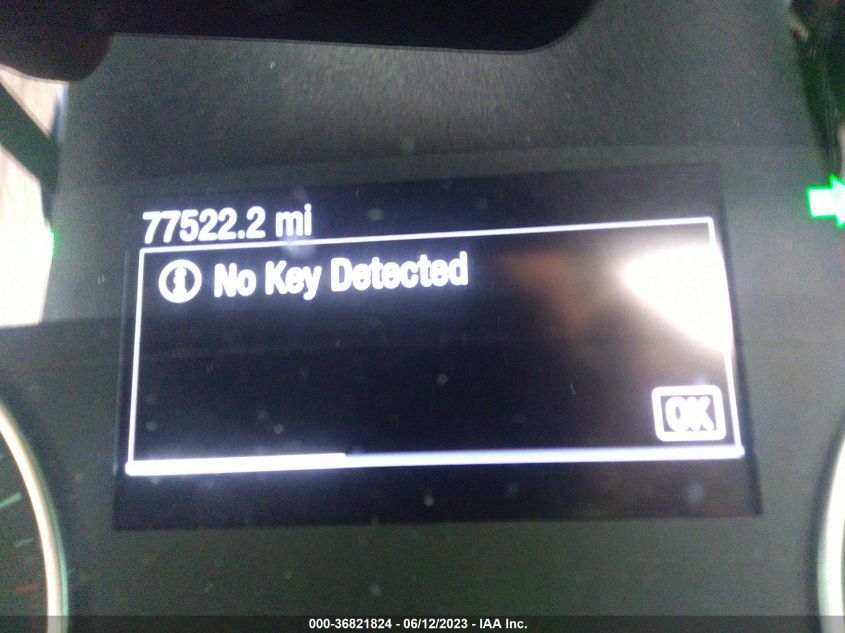 77522.2 mi
No Key Detected
OK
000-36821824 - 06/12/2023 - IAA Inc.